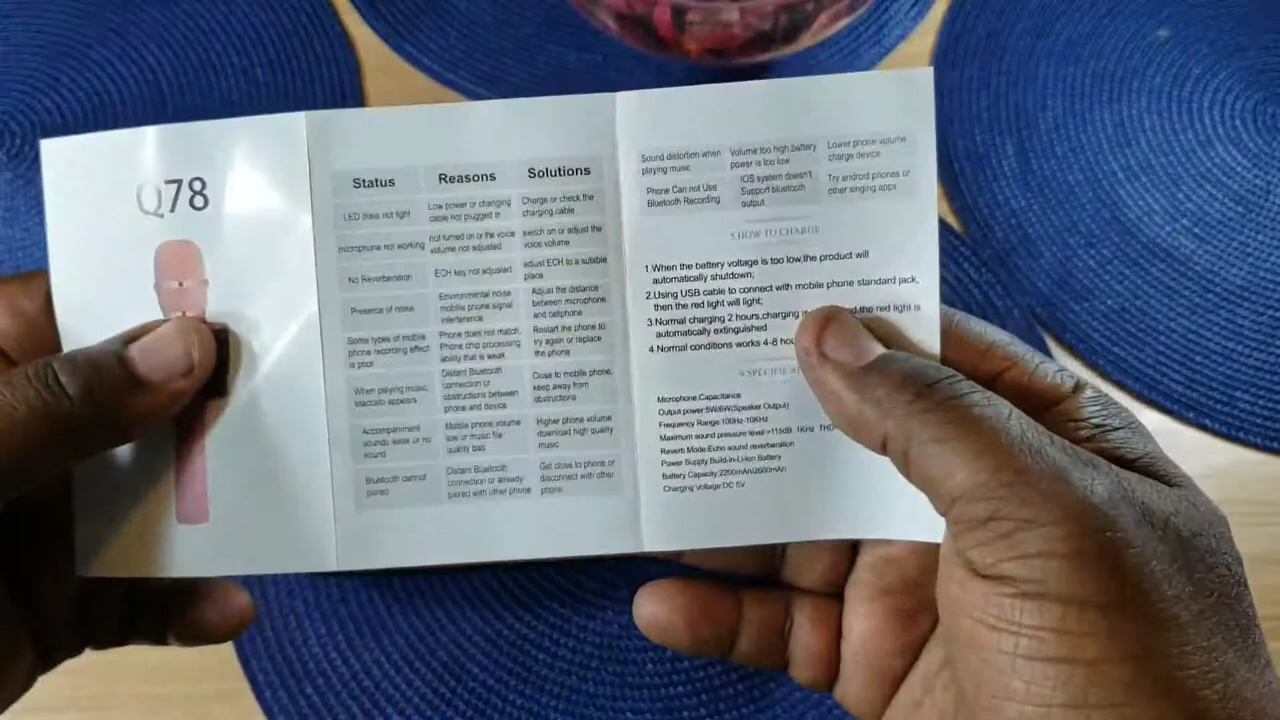 Q78
Status Reasons Solutions
LED does not light
Low power or changing
cable not plugged in
Charge or check the
charging cable
microphone not working
not turned on or the voice
volume not adjusted
switch on or adjust the
voice volume
No Reverberation
ECH key not adjusted
adjust ECH to a suitable
place
Presence of noise
Environmental noise
mobile phone signal
interference
Adjust the distance
between microphone
and cellphone
Some types of mobile
phone recording effect
is poor
Phone does not match.
Phone chip processing
ability that is weak
Restart the phone to
try again or replace
the phone
When playing music,
staccato appears
Distant Bluetooth
connection or
obstructions between
phone and device
Close to mobile phone,
keep away from
obstructions
Accompaniment
sounds weak or no
sound
Mobile phone volume
low or music file
quality bad
Higher phone volume
download high quality
music
Bluetooth cannot
paired
Distant Bluetooth
connection or already
paired with other phone
Get close to phone or
disconnect with other
phone
Sound distortion when
playing music
Volume too high,battery
power is too low
Lower phone volume
charge device
Phone Can not Use
Bluetooth Recording
IOS system doesn't
Support bluetooth
output
Try android phones or
other singing apps
5 HOW TO CHARGE
1.When the battery voltage is too low,the product will
automatically shutdown;
2.Using USB cable to connect with mobile phone standard jack,
then the red light will light;
3.Normal charging 2 hours,charging the red light is
automatically extinguished
4.Normal conditions works 4-8
Microphone:Capacitance
Output power:5W/6W(Speaker Output)
Frequency Range:100Hz-10KHz
Maximum sound pressure level:>115dB 1KHz
Reverb Mode:Echo sound reverberation
Power Supply:Build-in-Li-ion Battery
Battery Capacity:2200mAh/2600mAh
Charging Voltage:DC 5V